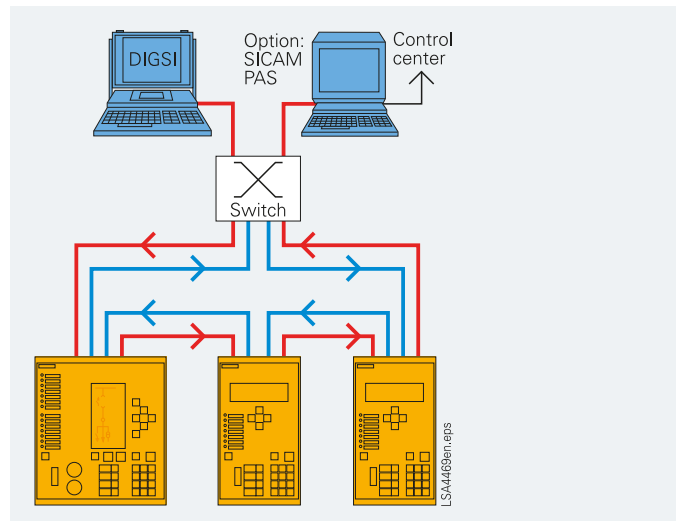 DIGSI
Option:
SICAM
PAS
Control
center
Switch
LSA4469en.eps